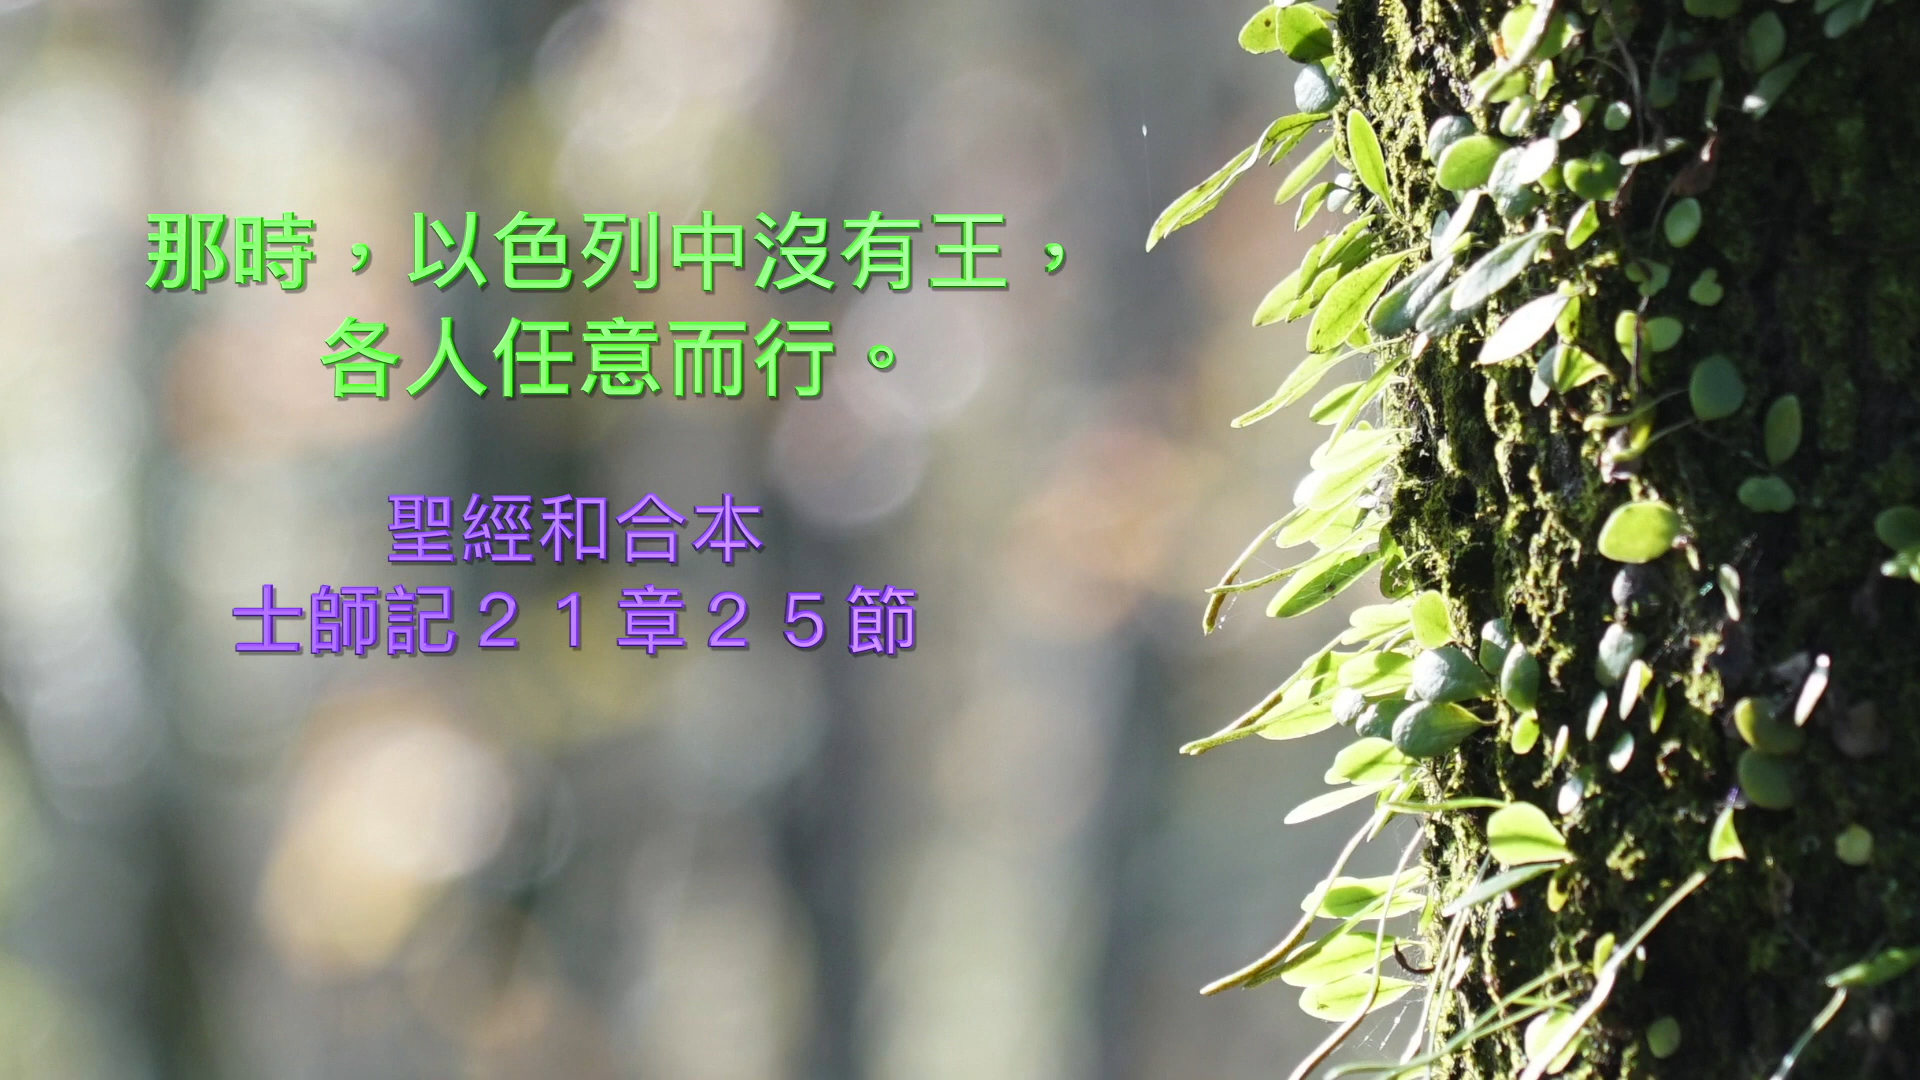 那時，以色列中沒有王，
各人任意而行。
聖經和合本
士師記２１章２５節